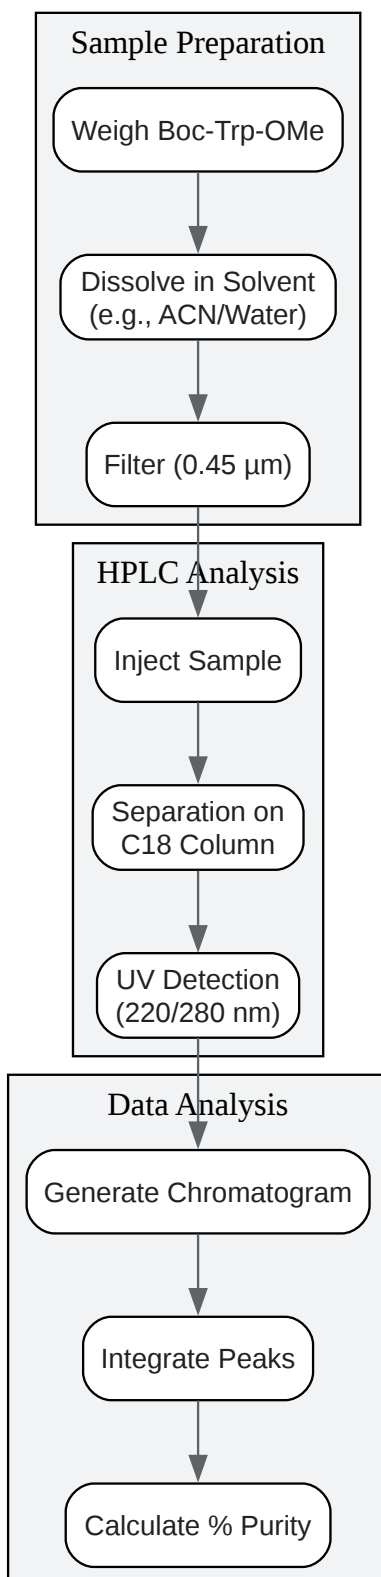 Sample Preparation
Weigh Boc-Trp-OMe
Dissolve in Solvent
(e.g., ACN/Water)
Filter (0.45 µm)
HPLC Analysis
Inject Sample
Separation on
C18 Column
UV Detection
(220/280 nm)
Data Analysis
Generate Chromatogram
Integrate Peaks
Calculate % Purity